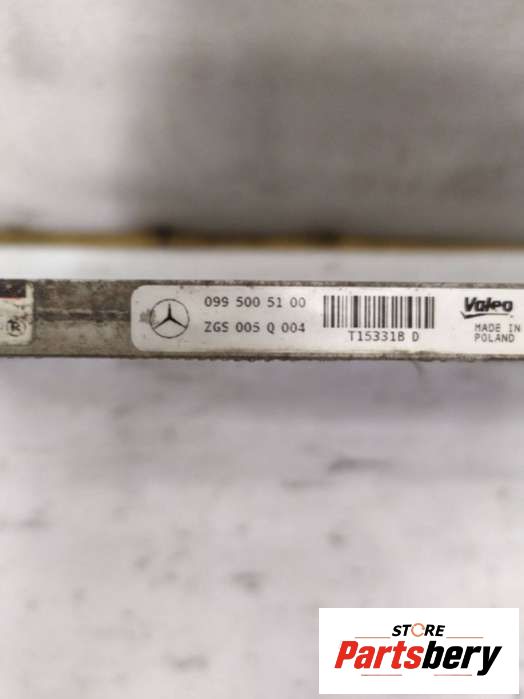 099 500 51 00
ZGS 005 Q 004
T15331B D
Valeo
MADE IN
POLAND
STORE
Partsbery